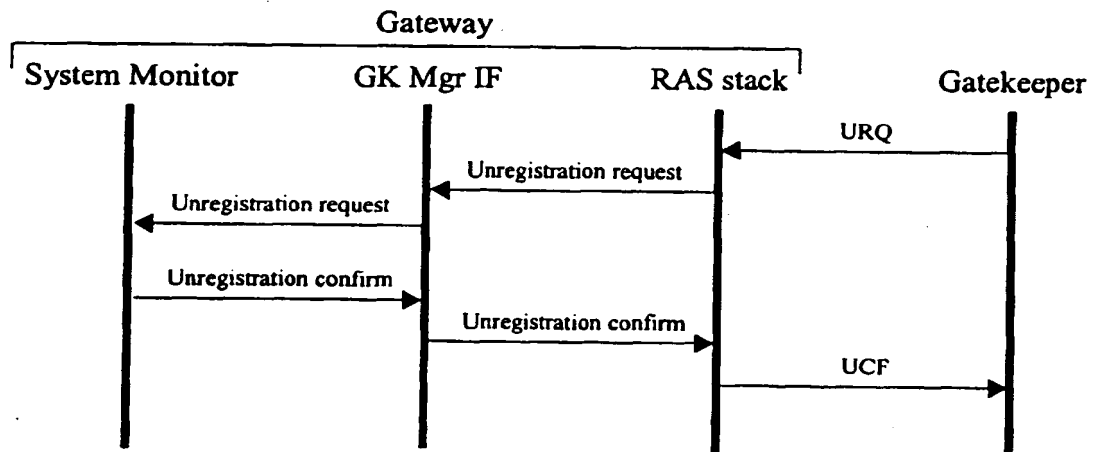 Gateway
System Monitor
GK Mgr IF
RAS stack
Gatekeeper
URQ
Unregistration request
Unregistration request
Unregistration confirm
Unregistration confirm
UCF